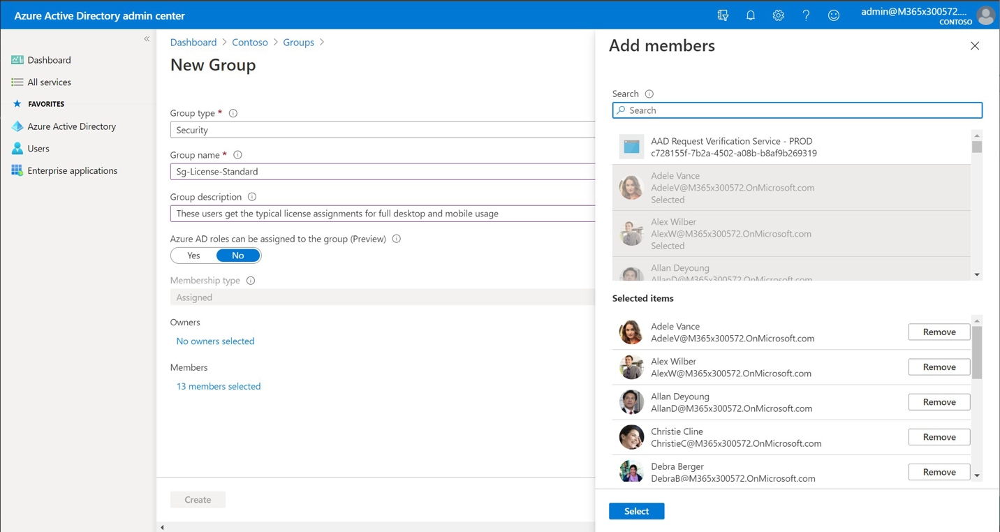 Azure Active Directory admin center
admin@M365x300572....
CONTOSO
Dashboard
All services
FAVORITES
Azure Active Directory
Users
Enterprise applications
Dashboard > Contoso > Groups >
New Group
Group type *
Security
Group name *
Sg-License-Standard
Group description
These users get the typical license assignments for full desktop and mobile usage
Azure AD roles can be assigned to the group (Preview)
Yes No
Membership type
Assigned
Owners
No owners selected
Members
13 members selected
Create
Add members
Search
Search
AAD Request Verification Service - PROD
c728155f-7b2a-4502-a08b-b8af9b269319
Adele Vance
AdeleV@M365x300572.OnMicrosoft.com
Selected
Alex Wilber
AlexW@M365x300572.OnMicrosoft.com
Selected
Allan Deyoung
AllanD@M365x300572.OnMicrosoft.com
Selected items
Adele Vance
AdeleV@M365x300572.OnMicrosoft.com
Remove
Alex Wilber
AlexW@M365x300572.OnMicrosoft.com
Remove
Allan Deyoung
AllanD@M365x300572.OnMicrosoft.com
Remove
Christie Cline
ChristieC@M365x300572.OnMicrosoft.com
Remove
Debra Berger
DebraB@M365x300572.OnMicrosoft.com
Remove
Select